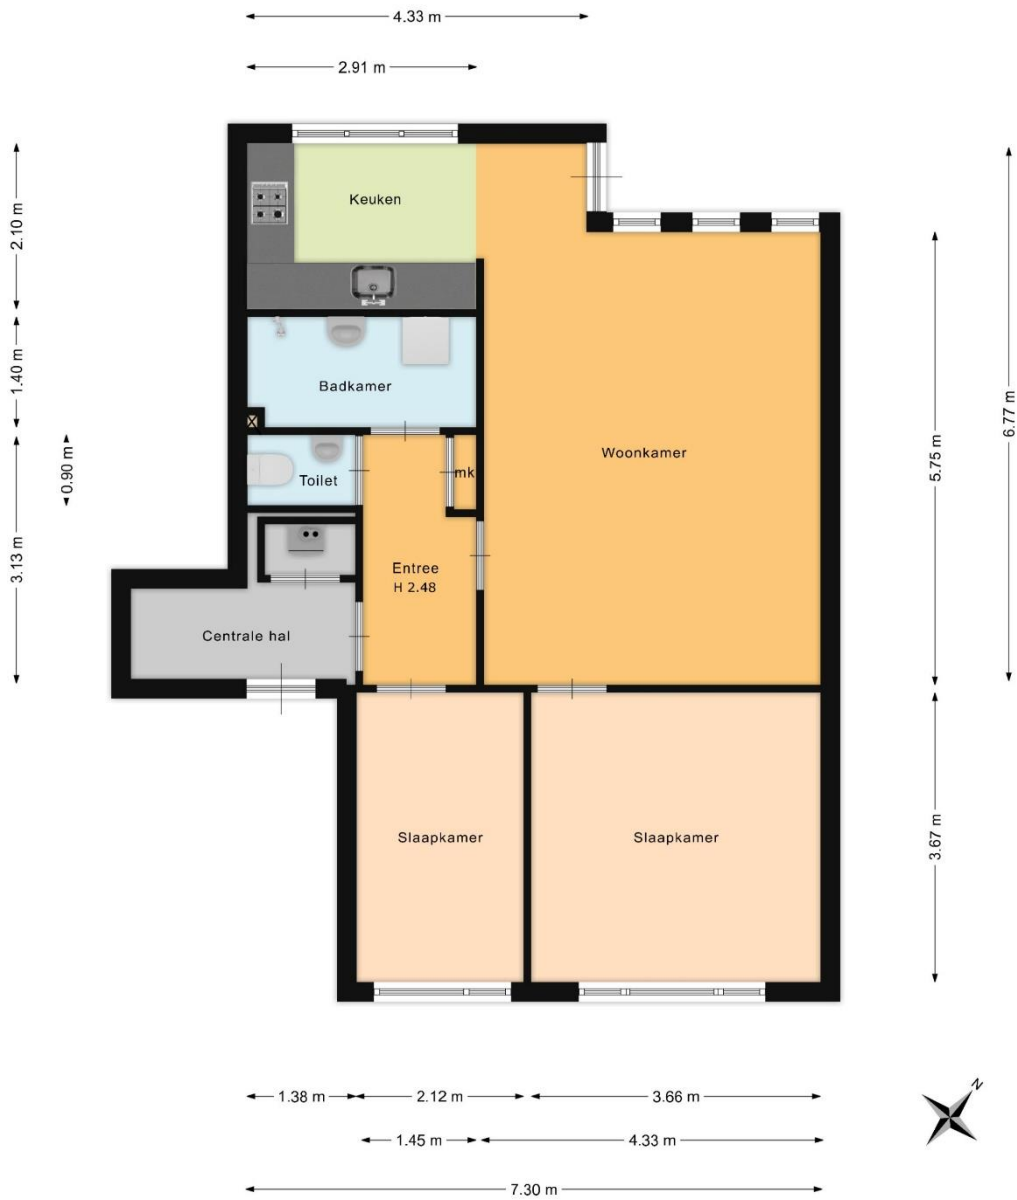 4.33 m
2.91 m
2.10 m
1.40 m
0.90 m
3.13 m
6.77 m
5.75 m
3.67 m
Keuken
Badkamer
Woonkamer
Toilet
mk
Entree
H 2.48
Centrale hal
Slaapkamer
Slaapkamer
N
1.38 m
2.12 m
3.66 m
1.45 m
4.33 m
7.30 m